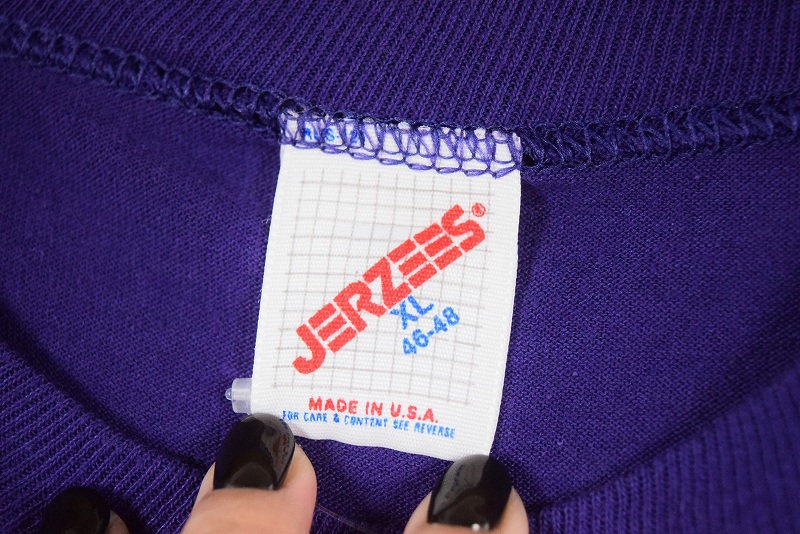 JERZEES®
XL
46-48
MADE IN U.S.A.
FOR CARE & CONTENT SEE REVERSE